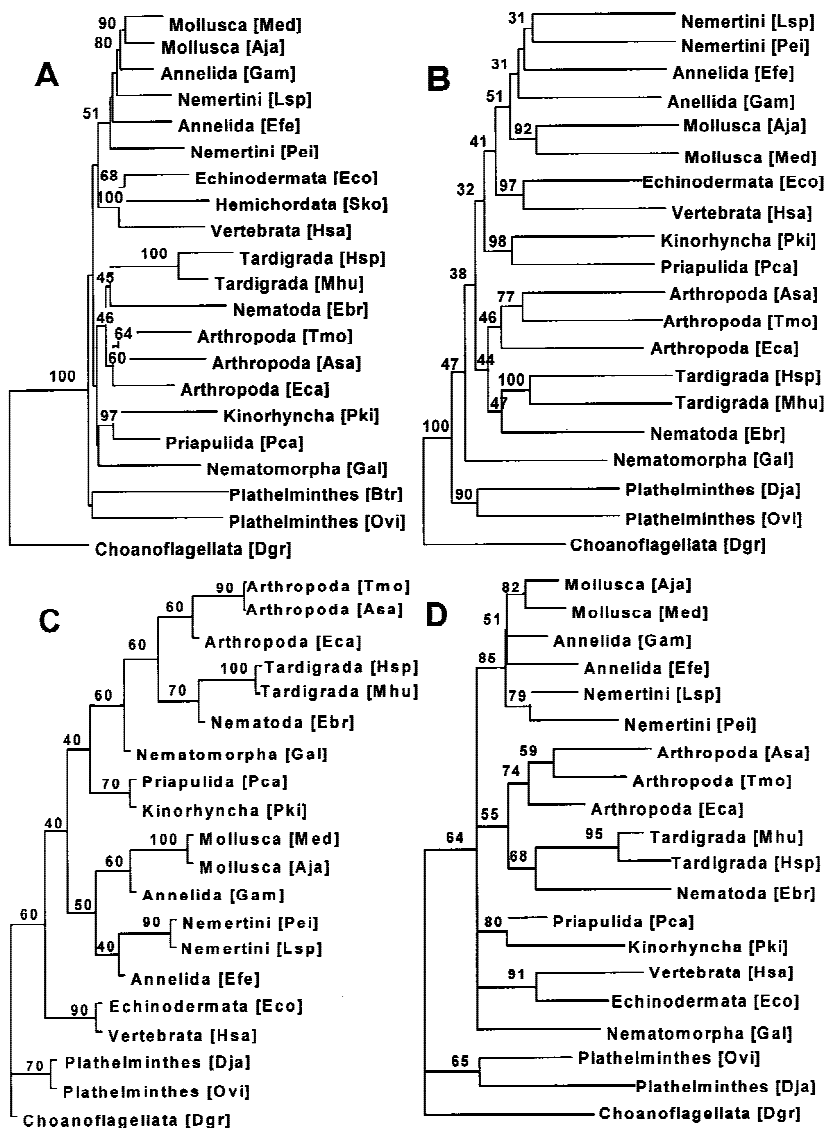 A
90
Mollusca [Med]
80
Mollusca [Aja]
Annelida [Gam]
Nemertini [Lsp]
51
Annelida [Efe]
Nemertini [Pei]
68
Echinodermata [Eco]
100
Hemichordata [Sko]
Vertebrata [Hsa]
100
Tardigrada [Hsp]
Tardigrada [Mhu]
45
Nematoda [Ebr]
46
64
Arthropoda [Tmo]
60
Arthropoda [Asa]
Arthropoda [Eca]
100
97
Kinorhyncha [Pki]
Priapulida [Pca]
Nematomorpha [Gal]
Plathelminthes [Btr]
Plathelminthes [Ovi]
Choanoflagellata [Dgr]
B
31
Nemertini [Lsp]
Nemertini [Pei]
31
Annelida [Efe]
51
Anellida [Gam]
92
Mollusca [Aja]
Mollusca [Med]
41
97
Echinodermata [Eco]
32
Vertebrata [Hsa]
98
Kinorhyncha [Pki]
Priapulida [Pca]
38
77
Arthropoda [Asa]
46
Arthropoda [Tmo]
Arthropoda [Eca]
47
44
100
Tardigrada [Hsp]
Tardigrada [Mhu]
47
Nematoda [Ebr]
100
Nematomorpha [Gal]
90
Plathelminthes [Dja]
Plathelminthes [Ovi]
Choanoflagellata [Dgr]
C
90
Arthropoda [Tmo]
60
Arthropoda [Asa]
60
Arthropoda [Eca]
100
Tardigrada [Hsp]
70
Tardigrada [Mhu]
60
Nematoda [Ebr]
40
Nematomorpha [Gal]
70
Priapulida [Pca]
Kinorhyncha [Pki]
40
100
Mollusca [Med]
60
Mollusca [Aja]
Annelida [Gam]
50
90
Nemertini [Pei]
60
40
Nemertini [Lsp]
Annelida [Efe]
90
Echinodermata [Eco]
Vertebrata [Hsa]
70
Plathelminthes [Dja]
Plathelminthes [Ovi]
Choanoflagellata [Dgr]
D
82
Mollusca [Aja]
51
Mollusca [Med]
Annelida [Gam]
85
Annelida [Efe]
79
Nemertini [Lsp]
Nemertini [Pei]
59
Arthropoda [Asa]
74
Arthropoda [Tmo]
55
Arthropoda [Eca]
64
95
Tardigrada [Mhu]
68
Tardigrada [Hsp]
Nematoda [Ebr]
80
Priapulida [Pca]
Kinorhyncha [Pki]
91
Vertebrata [Hsa]
Echinodermata [Eco]
Nematomorpha [Gal]
65
Plathelminthes [Ovi]
Plathelminthes [Dja]
Choanoflagellata [Dgr]